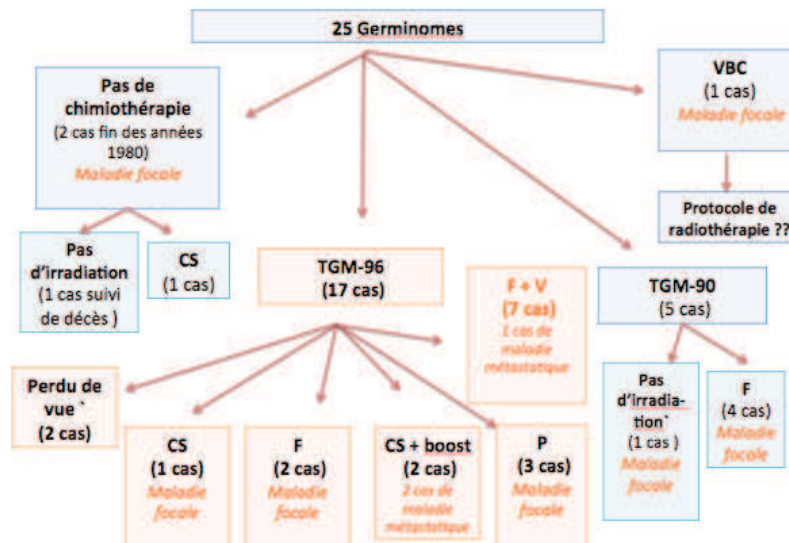 25 Germinomes
Pas de
chimiothérapie
(2 cas fin des années
1980)
Maladie focale
VBC
(1 cas)
Maladie focale
Protocole de
radiothérapie ??
Pas
d'irradiation
(1 cas suivi
de décès )
CS
(1 cas)
TGM-96
(17 cas)
F + V
(7 cas)
1 cas de
maladie
métastatique
TGM-90
(5 cas)
Perdu de
vue `
(2 cas)
CS
(1 cas)
Maladie
focale
F
(2 cas)
Maladie
focale
CS + boost
(2 cas)
2 cas de
maladie
métastatique
P
(3 cas)
Maladie
focale
Pas
d'irradia-
tion`
(1 cas )
Maladie
focale
F
(4 cas)
Maladie
focale